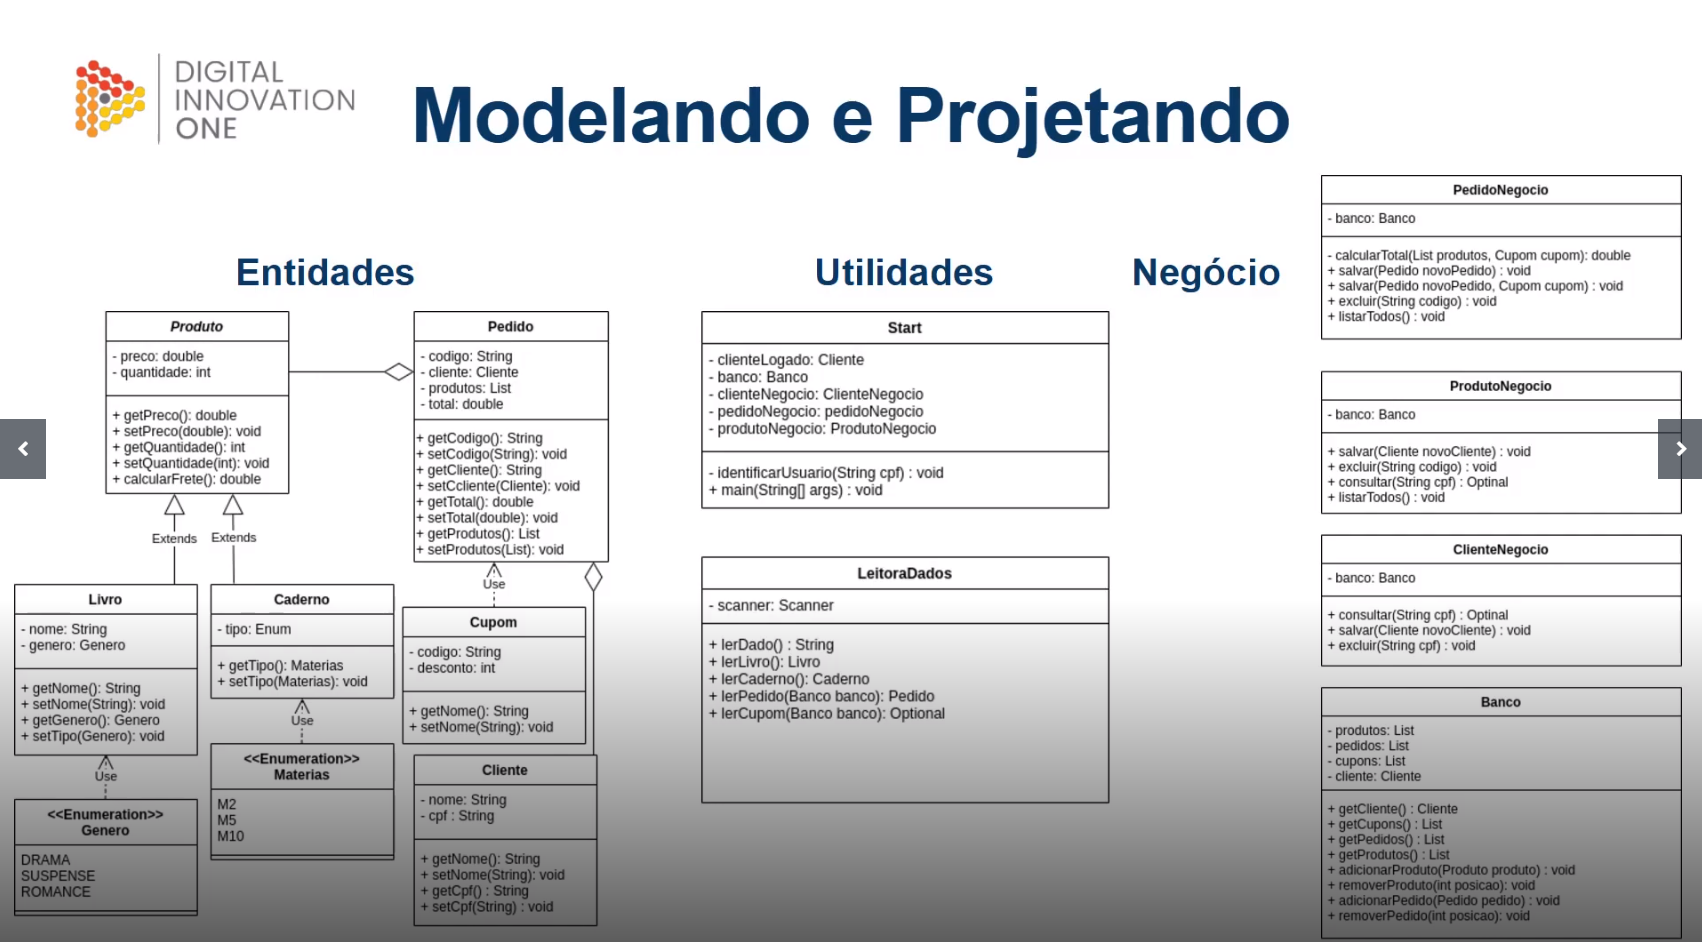 DIGITAL
INNOVATION
ONE
Modelando e Projetando
Entidades
Produto
- preco: double
- quantidade: int
+ getPreco(): double
+ setPreco(double): void
+ getQuantidade(): int
+ setQuantidade(int): void
+ calcularFrete(): double
Extends
Extends
Pedido
- codigo: String
- cliente: Cliente
- produtos: List
- total: double
+ getCodigo(): String
+ setCodigo(String): void
+ getCliente(): String
+ setCcliente(Cliente): void
+ getTotal(): double
+ setTotal(double): void
+ getProdutos(): List
+ setProdutos(List): void
Use
Livro
- nome: String
- genero: Genero
+ getNome(): String
+ setNome(String): void
+ getGenero(): Genero
+ setTipo(Genero): void
Use
<<Enumeration>>
Genero
DRAMA
SUSPENSE
ROMANCE
Caderno
- tipo: Enum
+ getTipo(): Materias
+ setTipo(Materias): void
Use
<<Enumeration>>
Materias
M2
M5
M10
Cupom
- codigo: String
- desconto: int
+ getNome(): String
+ setNome(String): void
Cliente
- nome: String
- cpf : String
+ getNome(): String
+ setNome(String): void
+ getCpf() : String
+ setCpf(String) : void
Utilidades
Start
- clienteLogado: Cliente
- banco: Banco
- clienteNegocio: ClienteNegocio
- pedidoNegocio: pedidoNegocio
- produtoNegocio: ProdutoNegocio
- identificarUsuario(String cpf) : void
+ main(String[] args) : void
LeitoraDados
- scanner: Scanner
+ lerDado() : String
+ lerLivro(): Livro
+ lerCaderno(): Caderno
+ lerPedido(Banco banco): Pedido
+ lerCupom(Banco banco): Optional
Negócio
PedidoNegocio
- banco: Banco
- calcularTotal(List produtos, Cupom cupom): double
+ salvar(Pedido novoPedido) : void
+ salvar(Pedido novoPedido, Cupom cupom) : void
+ excluir(String codigo) : void
+ listarTodos() : void
ProdutoNegocio
- banco: Banco
+ salvar(Cliente novoCliente) : void
+ excluir(String codigo) : void
+ consultar(String cpf) : Optinal
+ listarTodos() : void
ClienteNegocio
- banco: Banco
+ consultar(String cpf) : Optinal
+ salvar(Cliente novoCliente) : void
+ excluir(String cpf) : void
Banco
- produtos: List
- pedidos: List
- cupons: List
- cliente: Cliente
+ getCliente() : Cliente
+ getCupons() : List
+ getPedidos() : List
+ getProdutos() : List
+ adicionarProduto(Produto produto) : void
+ removerProduto(int posicao): void
+ adicionarPedido(Pedido pedido) : void
+ removerPedido(int posicao): void